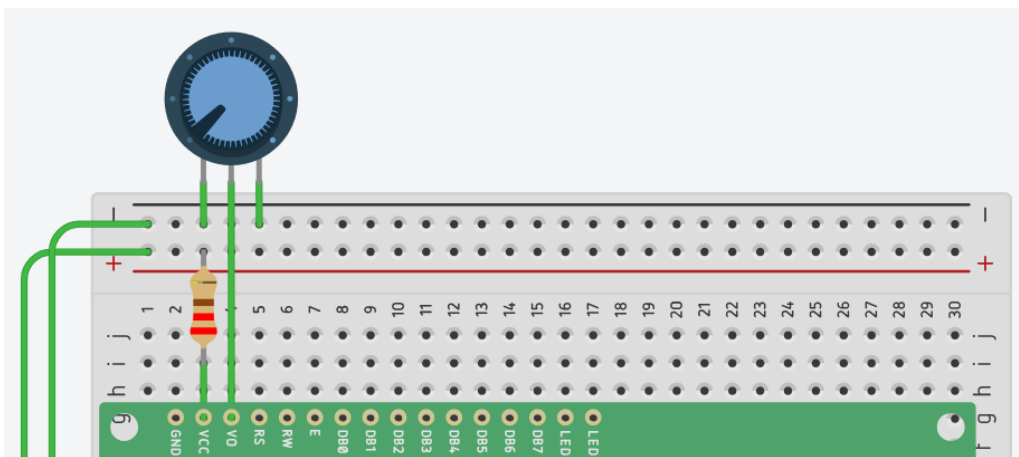 − −
+ +
1 2 4 5 6 7 8 9 10 11 12 13 14 15 16 17 18 19 20 21 22 23 24 25 26 27 28 29 30
j j
i i
h h
g g
GND VCC VO RS RW E DB0 DB1 DB2 DB3 DB4 DB5 DB6 DB7 LED LED